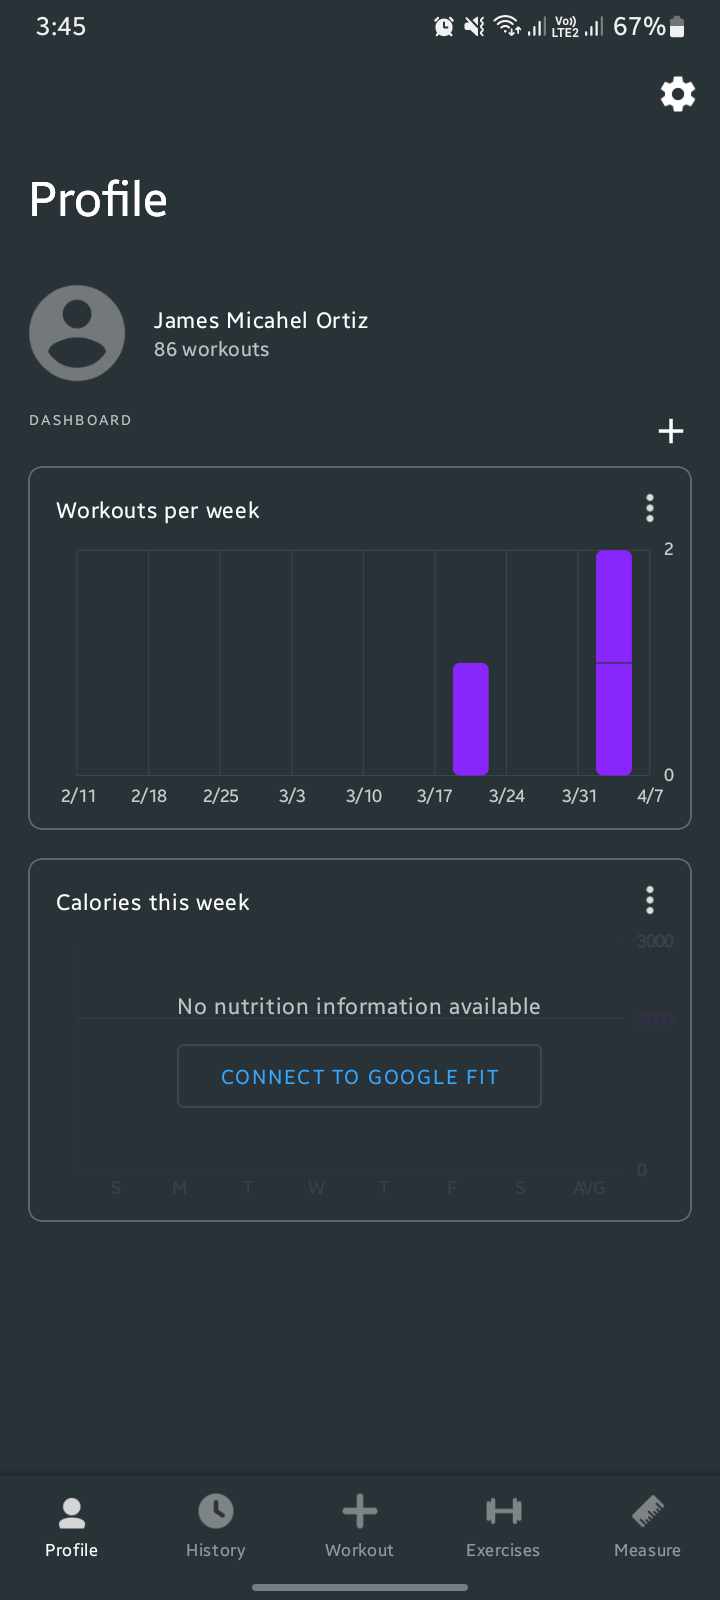 3:45 Vo)) LTE2 67%
Profile
James Micahel Ortiz
86 workouts
DASHBOARD
Workouts per week
2
0
2/11 2/18 2/25 3/3 3/10 3/17 3/24 3/31 4/7
Calories this week
3000
No nutrition information available
CONNECT TO GOOGLE FIT
0
S M T W T F S AVG
Profile History Workout Exercises Measure